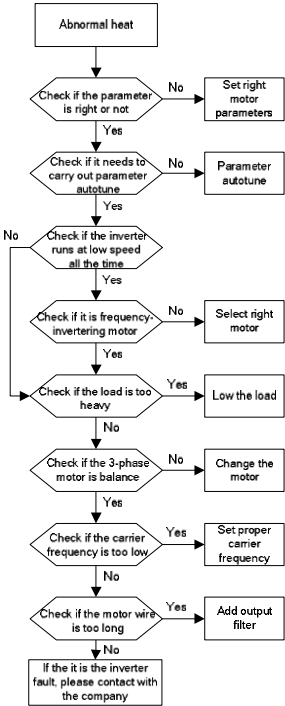 Abnormal heat
Check if the parameter
is right or not
No
Set right
motor
parameters
Yes
Check if it needs to
carry out parameter
autotune
No
Parameter
autotune
Yes
No
Check if the inverter
runs at low speed
all the time
Yes
Check if it is frequency-
invertering motor
No
Select right
motor
Yes
Check if the load is too
heavy
Yes
Low the load
No
Check if the 3-phase
motor is balance
No
Change the
motor
Yes
Check if the carrier
frequency is too low
Yes
Set proper
carrier
frequency
No
Check if the motor wire
is too long
Yes
Add output
filter
No
If the it is the inverter
fault, please contact with
the company